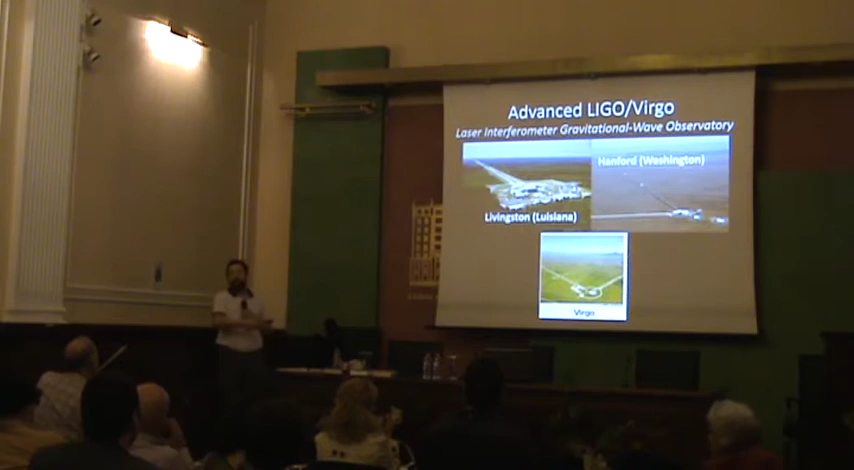 Advanced LIGO/Virgo
Laser Interferometer Gravitational-Wave Observatory
Hanford (Washington)
Livingston (Luisiana)
Virgo